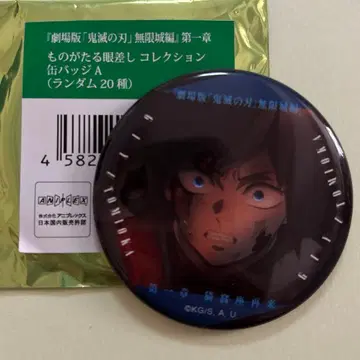 『劇場版「鬼滅の刃」無限城編』第一章
ものがたる眼差し コレクション
缶バッジA
(ランダム20種)
4 582
ANIPLEX
株式会社アニプレックス
日本国内販売許諾
『劇場版「鬼滅の刃」無限城編』
GIYU TOMIOKA
GIYU TOMIOKA
第一章 猗窩座再来
©KG/S, A, U